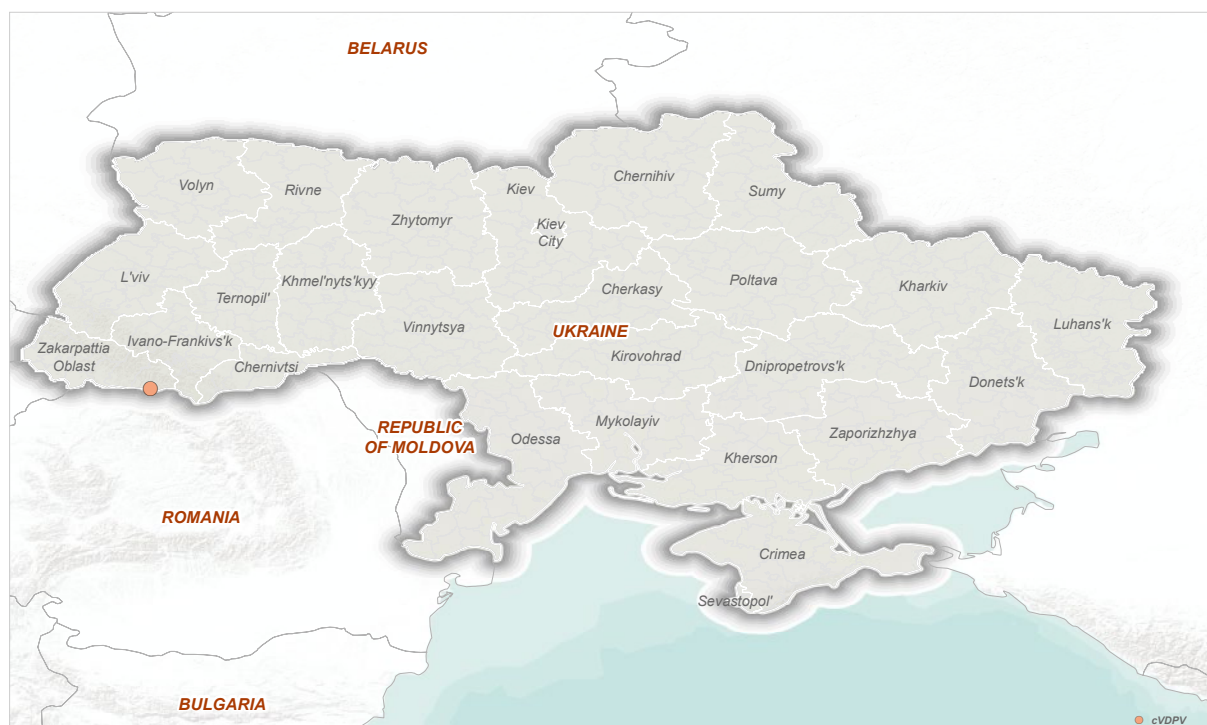 BELARUS
Volyn
Rivne
Zhytomyr
Kiev
Kiev
City
Chernihiv
Sumy
L'viv
Ternopil'
Khmel'nyts'kyy
Vinnytsya
Cherkasy
Poltava
Kharkiv
Luhans'k
UKRAINE
Zakarpattia
Oblast
Ivano-Frankivs'k
Chernivtsi
Kirovohrad
Dnipropetrovs'k
Donets'k
REPUBLIC
OF MOLDOVA
Odessa
Mykolayiv
Kherson
Zaporizhzhya
ROMANIA
Crimea
Sevastopol'
BULGARIA
cVDPV